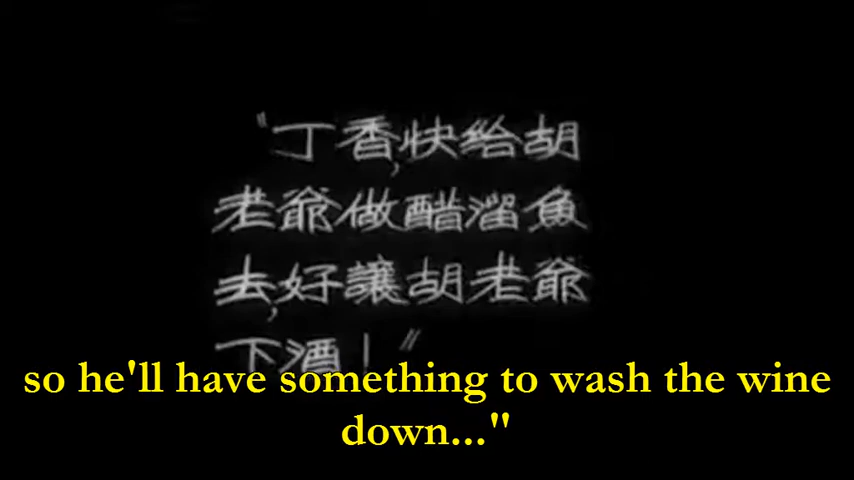 "丁香,快給胡
老爺做醋溜魚
去,好讓胡老爺
下酒!"
so he'll have something to wash the wine
down..."